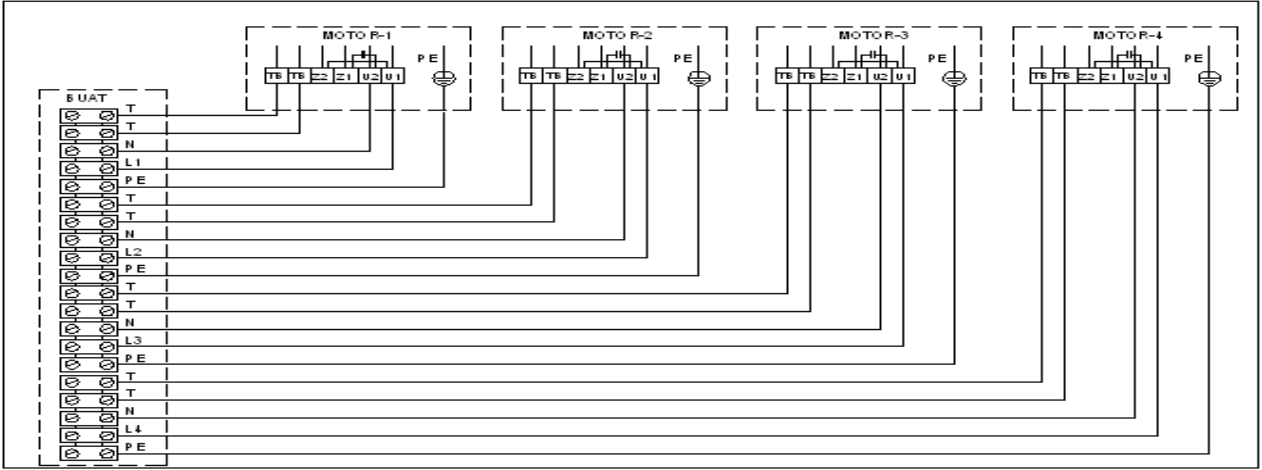 MOTOR-1 MOTOR-2 MOTOR-3 MOTOR-4
PE PE PE PE
TB TB Z2 Z1 U2 U1 TB TB Z2 Z1 U2 U1 TB TB Z2 Z1 U2 U1 TB TB Z2 Z1 U2 U1
BUAT
T
T
N
L1
PE
T
T
N
L2
PE
T
T
N
L3
PE
T
T
N
L4
PE